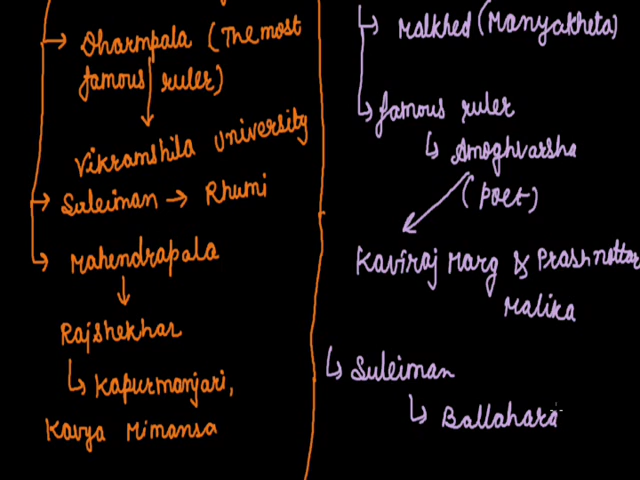 → Dharmpala (The most
famous ruler)
Vikramshila University
→ Suleiman → Rhumi
→ Mahendrapala
Rajshekhar
↳ Kapurmanjari,
Kavya Mimansa
→ Malkhed (Manyakheta)
↳ famous ruler
↳ Amoghvarsha
(poet)
Kaviraj Marg & Prashnottar
Malika
↳ Suleiman
↳ Ballahara